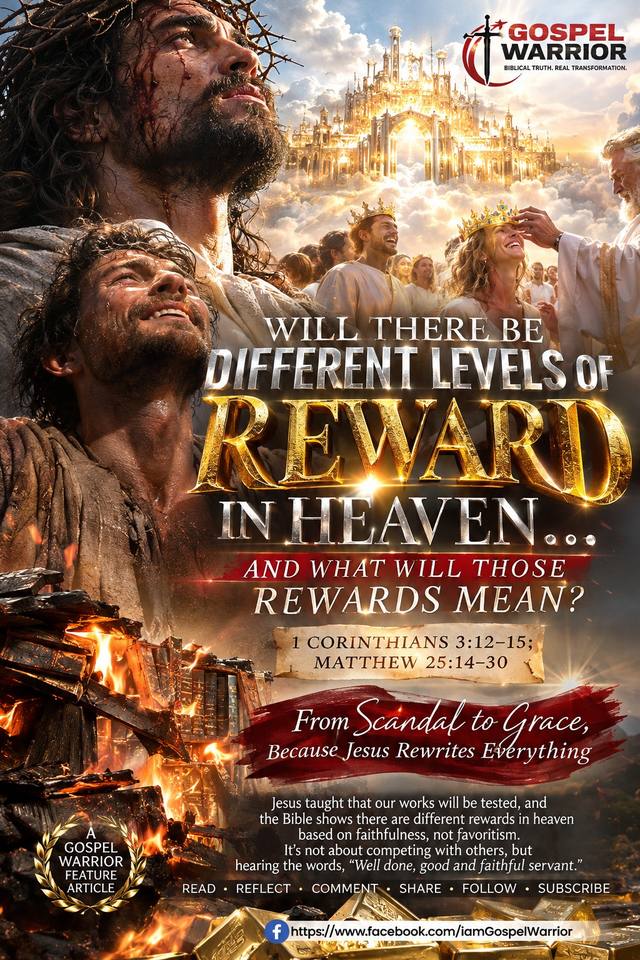 GOSPEL
WARRIOR
BIBLICAL TRUTH. REAL TRANSFORMATION.
WILL THERE BE
DIFFERENT LEVELS OF
REWARD
IN HEAVEN...
AND WHAT WILL THOSE
REWARDS MEAN?
1 CORINTHIANS 3:12–15;
MATTHEW 25:14–30
From Scandal to Grace,
Because Jesus Rewrites Everything
Jesus taught that our works will be tested, and
the Bible shows there are different rewards in heaven
based on faithfulness, not favoritism.
It's not about competing with others, but
hearing the words, “Well done, good and faithful servant.”
A
GOSPEL
WARRIOR
FEATURE
ARTICLE
READ • REFLECT • COMMENT • SHARE • FOLLOW • SUBSCRIBE
https://www.facebook.com/iamGospelWarrior